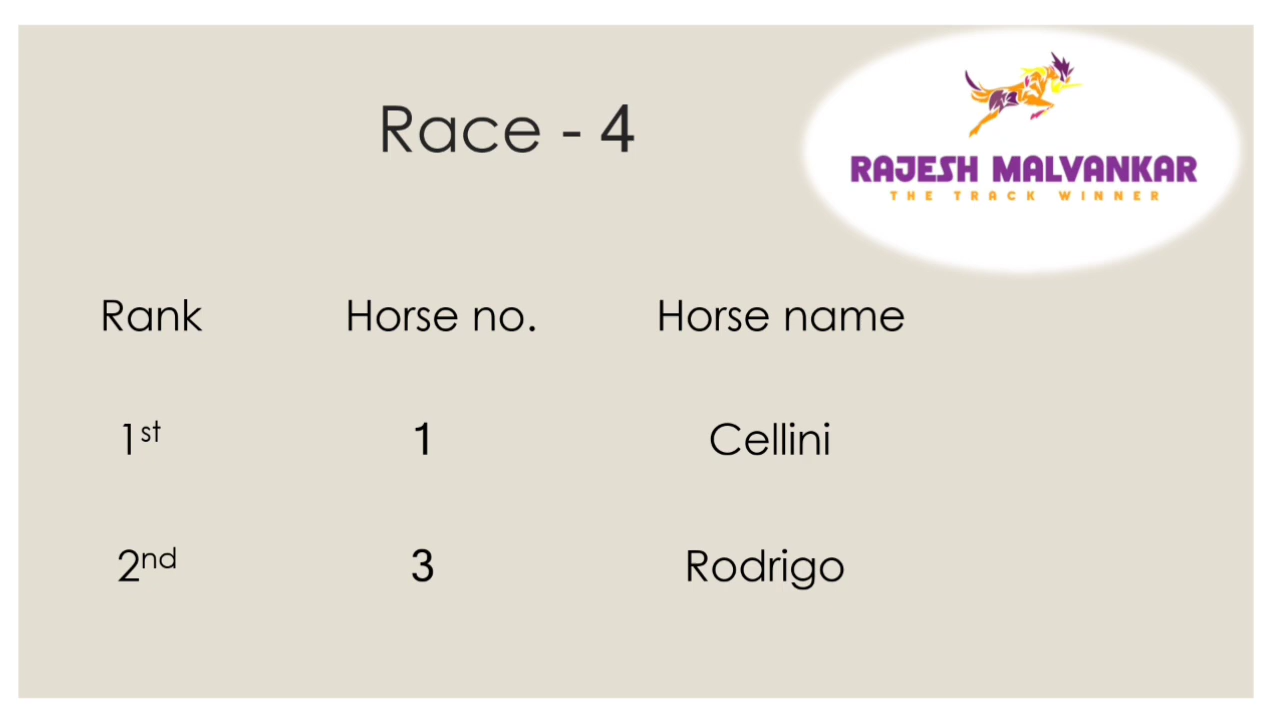 Race - 4
RAJESH MALVANKAR
THE TRACK WINNER
Rank Horse no. Horse name
1st 1 Cellini
2nd 3 Rodrigo